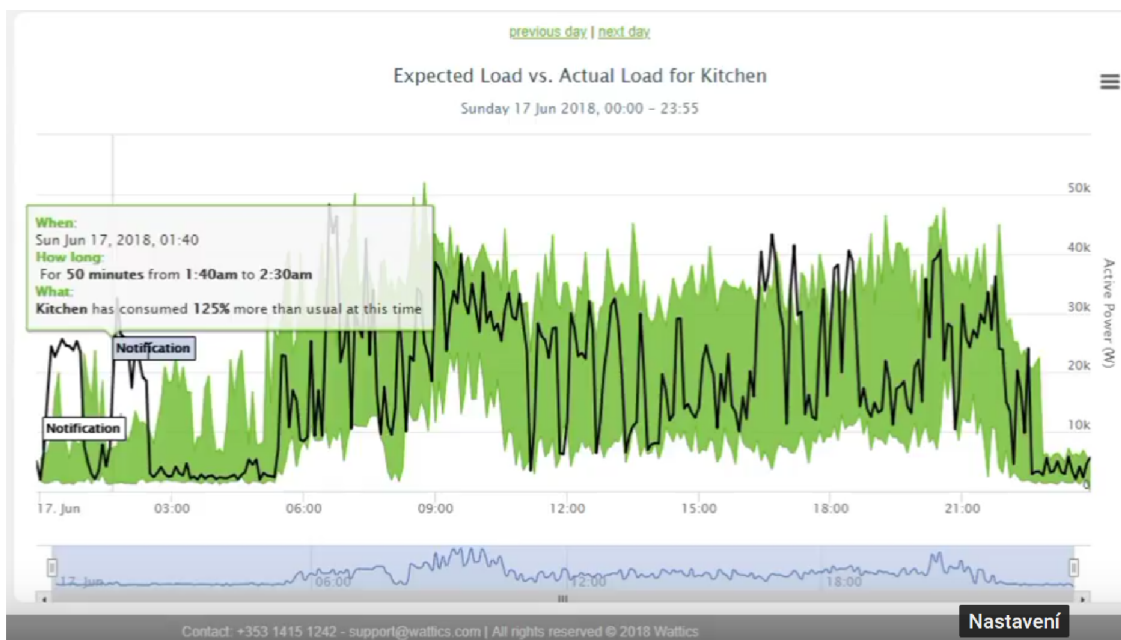 previous day | next day
Expected Load vs. Actual Load for Kitchen
Sunday 17 Jun 2018, 00:00 – 23:55
50k
40k
30k
20k
10k
0
Active Power (W)
When:
Sun Jun 17, 2018, 01:40
How long:
For 50 minutes from 1:40am to 2:30am
What:
Kitchen has consumed 125% more than usual at this time
Notification
Notification
17. Jun 03:00 06:00 09:00 12:00 15:00 18:00 21:00
17. Jun 06:00 12:00 18:00
Nastavení
Contact: +353 1415 1242 - support@wattics.com | All rights reserved © 2018 Wattics